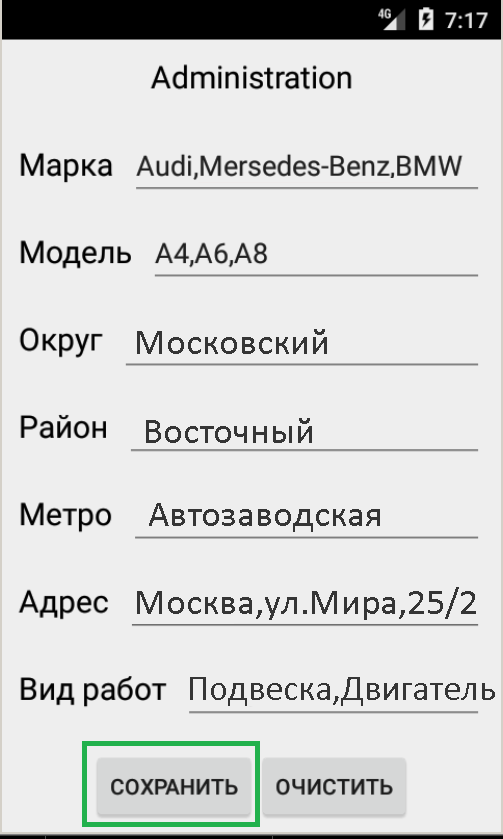 4G 7:17
Administration
Марка Audi,Mersedes-Benz,BMW
Модель A4,A6,A8
Округ Московский
Район Восточный
Метро Автозаводская
Адрес Москва,ул.Мира,25/2
Вид работ Подвеска,Двигатель
СОХРАНИТЬ ОЧИСТИТЬ